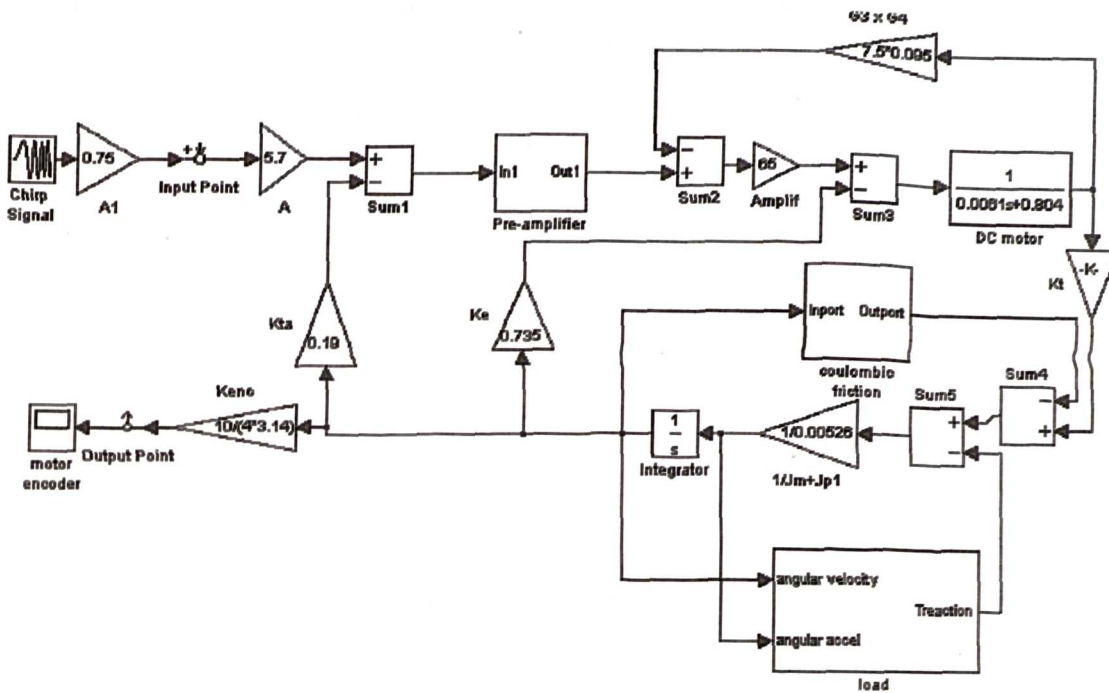 G3 x G4
7.5*0.095
0.75
5.7
+
−
In1
Out1
−
+
65
+
−
1
0.0061s+0.804
Chirp
Signal
A1
Input Point
A
Sum1
Pre-amplifier
Sum2
Amplif
Sum3
DC motor
-K-
Kt
Kta
0.19
Ke
0.735
Inport
Outport
coulombic
friction
Sum4
−
+
Sum5
+
−
Keno
10/(4*3.14)
motor
encoder
Output Point
1
s
Integrator
1/0.00526
1/Jm+Jp1
angular velocity
Treaction
angular accel
load